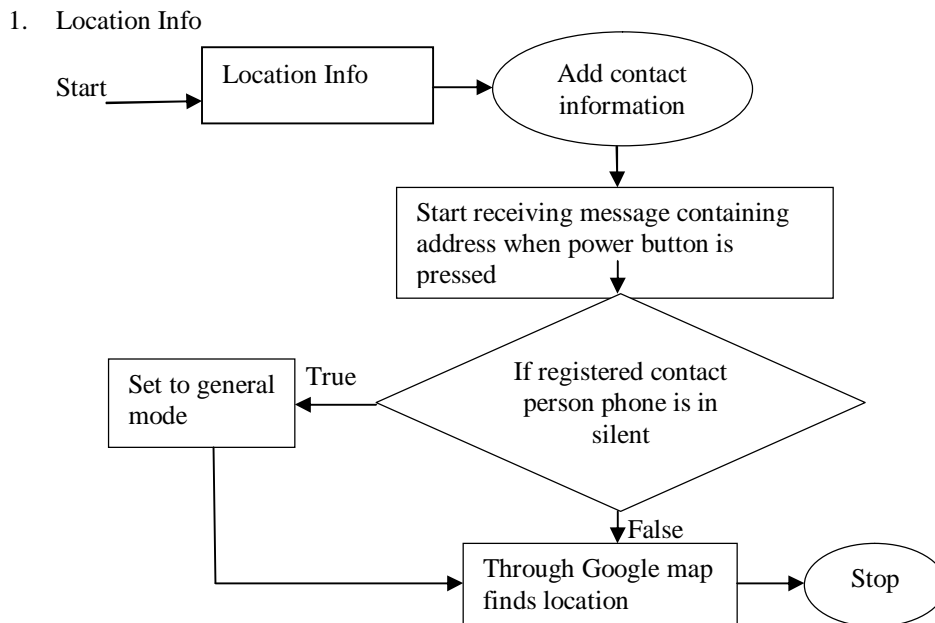 1. Location Info
Start
Location Info
Add contact
information
Start receiving message containing
address when power button is
pressed
If registered contact
person phone is in
silent
True
Set to general
mode
False
Through Google map
finds location
Stop